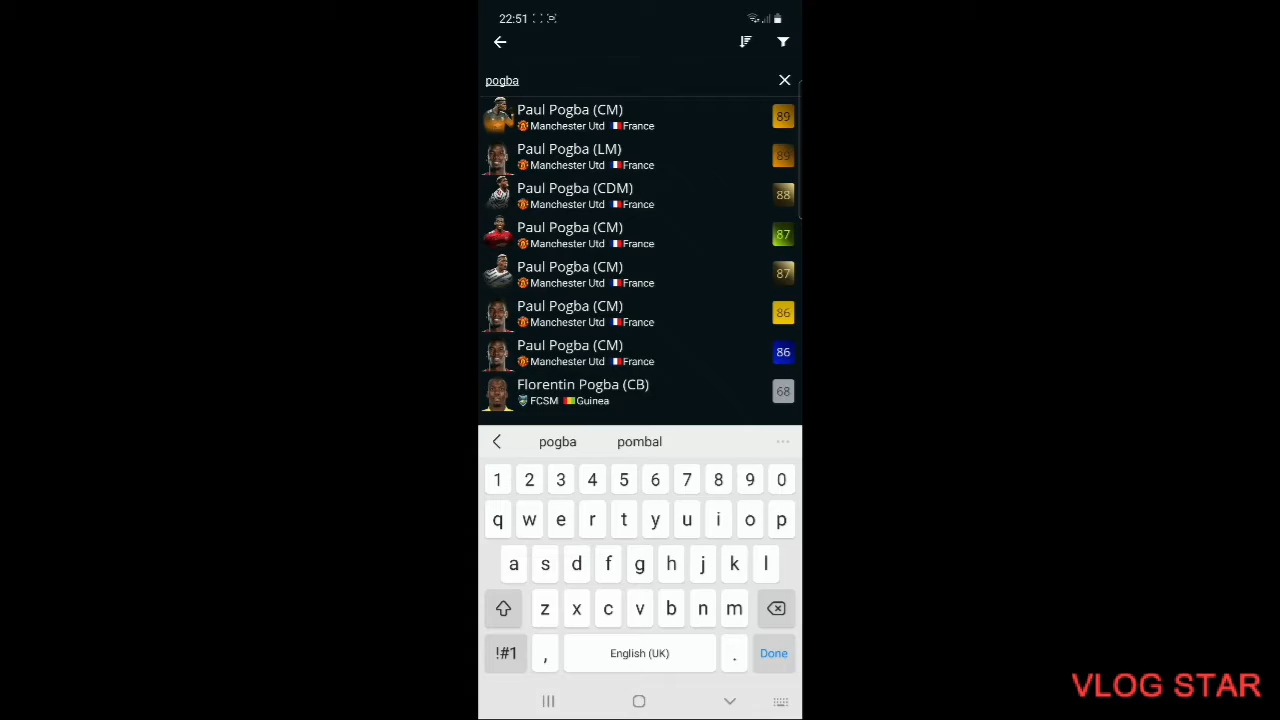 22:51
pogba
Paul Pogba (CM)
Manchester Utd France
89
Paul Pogba (LM)
Manchester Utd France
89
Paul Pogba (CDM)
Manchester Utd France
88
Paul Pogba (CM)
Manchester Utd France
87
Paul Pogba (CM)
Manchester Utd France
87
Paul Pogba (CM)
Manchester Utd France
86
Paul Pogba (CM)
Manchester Utd France
86
Florentin Pogba (CB)
FCSM Guinea
68
pogba pombal
1 2 3 4 5 6 7 8 9 0
q w e r t y u i o p
a s d f g h j k l
z x c v b n m
!#1 , English (UK) . Done
VLOG STAR